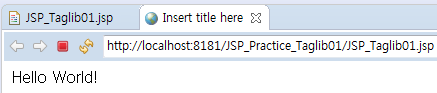 JSP_Taglib01.jsp Insert title here
http://localhost:8181/JSP_Practice_Taglib01/JSP_Taglib01.jsp
Hello World!